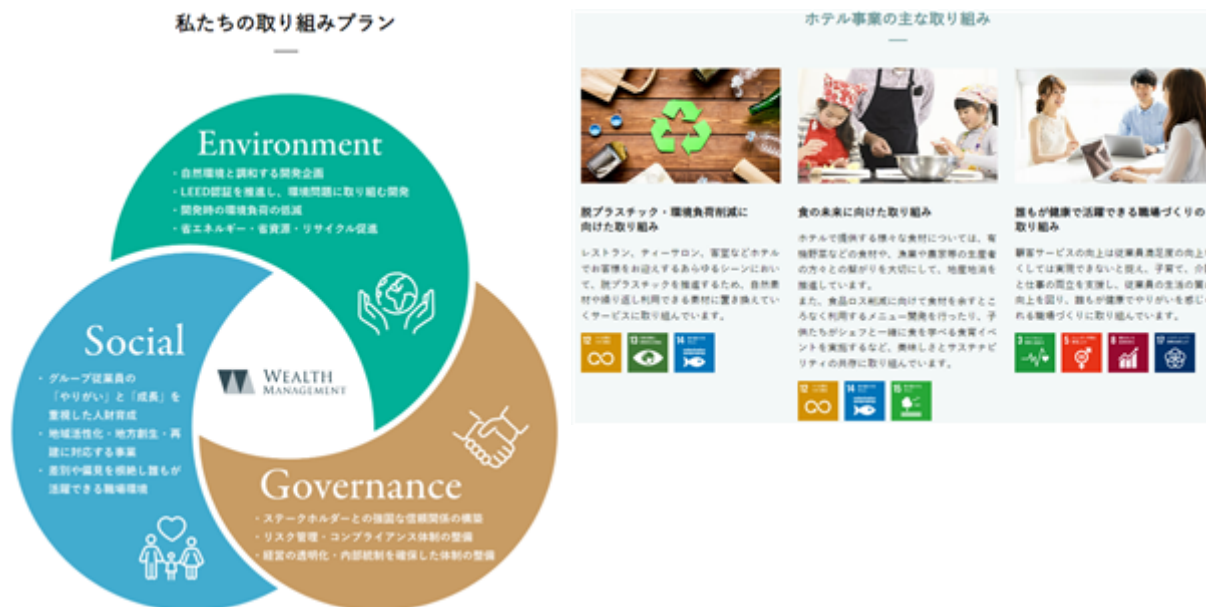 私たちの取り組みプラン
Environment
・自然環境と調和する開発企画
・LEED認証を推進し、環境問題に取り組む開発
・開発時の環境負荷の低減
・省エネルギー・省資源・リサイクル促進
Social
・グループ従業員の
「やりがい」と「成長」を
重視した人財育成
・地域活性化・地方創生・再
建に対応する事業
・差別や偏見を根絶し誰もが
活躍できる職場環境
WEALTH
MANAGEMENT
Governance
・ステークホルダーとの強固な信頼関係の構築
・リスク管理・コンプライアンス体制の整備
・経営の透明化・内部統制を確保した体制の整備
ホテル事業の主な取り組み
脱プラスチック・環境負荷削減に
向けた取り組み
レストラン、ティーサロン、客室などホテル
でお客様をお迎えするあらゆるシーンにおい
て、脱プラスチックを推進するため、自然素
材や繰り返し利用できる素材に置き換えてい
くサービスに取り組んでいます。
12
13
14
食の未来に向けた取り組み
ホテルで提供する様々な食材については、有
機野菜などの食材や、漁業や農家等の生産者
の方々との繋がりを大切にして、地産地消を
推進しています。
また、食品ロス削減に向けて食材を余すとこ
ろなく利用するメニュー開発を行ったり、子
供たちがシェフと一緒に食を学べる食育イベ
ントを実施するなど、美味しさとサステナビ
リティの共存に取り組んでいます。
12
14
15
誰もが健康で活躍できる職場づくりの
取り組み
顧客サービスの向上は従業員満足度の向上
くしては実現できないと捉え、子育て、介
と仕事の両立を支援し、従業員の生活の質
向上を図り、誰もが健康でやりがいを感じ
れる職場づくりに取り組んでいます。
3
5
8
17